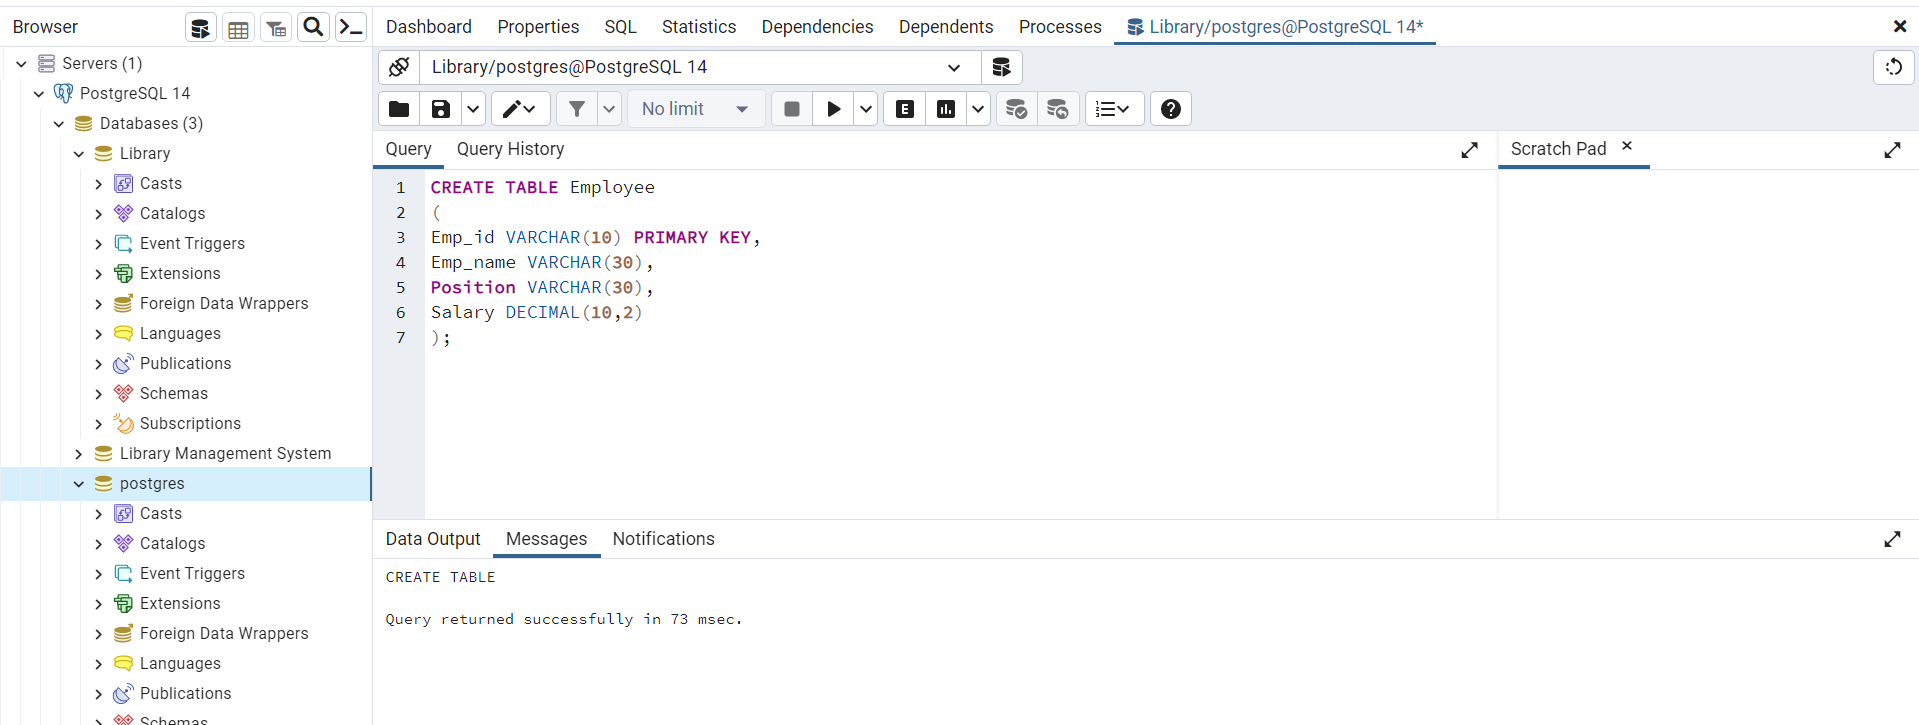 Browser
Servers (1)
PostgreSQL 14
Databases (3)
Library
Casts
Catalogs
Event Triggers
Extensions
Foreign Data Wrappers
Languages
Publications
Schemas
Subscriptions
Library Management System
postgres
Casts
Catalogs
Event Triggers
Extensions
Foreign Data Wrappers
Languages
Publications
Schemas
Dashboard Properties SQL Statistics Dependencies Dependents Processes Library/postgres@PostgreSQL 14*
Library/postgres@PostgreSQL 14
No limit E
Query Query History
Scratch Pad
1 CREATE TABLE Employee
2 (
3 Emp_id VARCHAR(10) PRIMARY KEY,
4 Emp_name VARCHAR(30),
5 Position VARCHAR(30),
6 Salary DECIMAL(10,2)
7 );
Data Output Messages Notifications
CREATE TABLE
Query returned successfully in 73 msec.